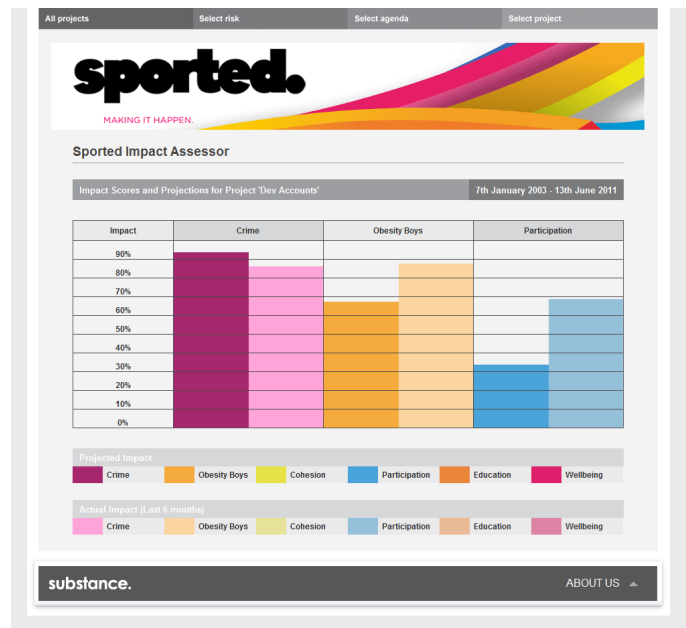 All projects Select risk Select agenda Select project
sported.
MAKING IT HAPPEN.
Sported Impact Assessor
Impact Scores and Projections for Project 'Dev Accounts' 7th January 2003 - 13th June 2011
Impact Crime Obesity Boys Participation
90%
80%
70%
60%
50%
40%
30%
20%
10%
0%
Projected Impact
Crime Obesity Boys Cohesion Participation Education Wellbeing
Actual Impact (Last 6 months)
Crime Obesity Boys Cohesion Participation Education Wellbeing
substance. ABOUT US